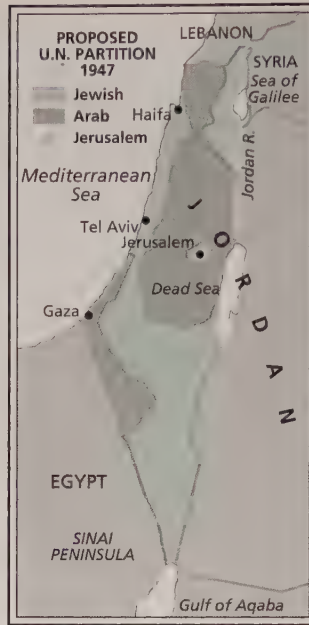 PROPOSED
U.N. PARTITION
1947
Jewish
Arab
Jerusalem
LEBANON
SYRIA
Sea of
Galilee
Haifa
Jordan R.
Mediterranean
Sea
Tel Aviv
Jerusalem
JORDAN
Dead Sea
Gaza
EGYPT
SINAI
PENINSULA
Gulf of Aqaba